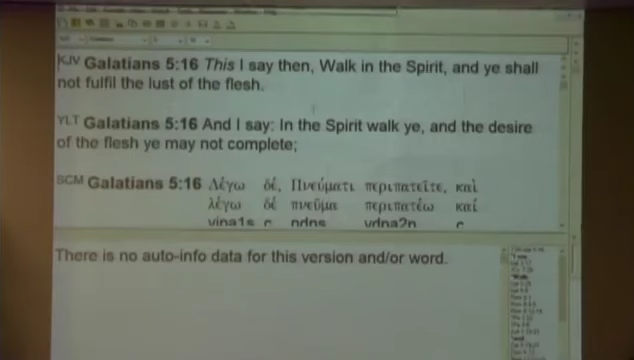 KJV Galatians 5:16 This I say then, Walk in the Spirit, and ye shall
not fulfil the lust of the flesh.
YLT Galatians 5:16 And I say: In the Spirit walk ye, and the desire
of the flesh ye may not complete;
SCM Galatians 5:16 Λέγω δέ, Πνεύματι περιπατεῖτε, καὶ
λέγω δέ πνεῦμα περιπατέω καί
vina1s c ndns vdna2p c
There is no auto-info data for this version and/or word.